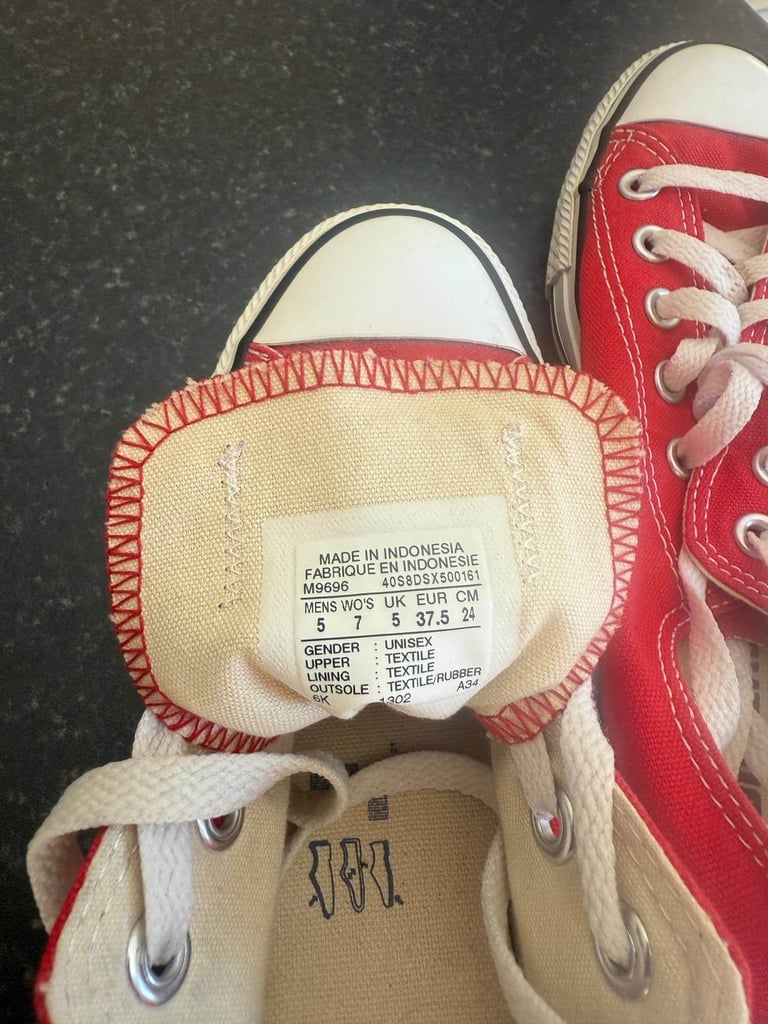 MADE IN INDONESIA
FABRIQUE EN INDONESIE
M9696 40S8DSX500161
MENS WO'S UK EUR CM
5 7 5 37.5 24
GENDER : UNISEX
UPPER : TEXTILE
LINING : TEXTILE
OUTSOLE : TEXTILE/RUBBER
SK 1302 A34